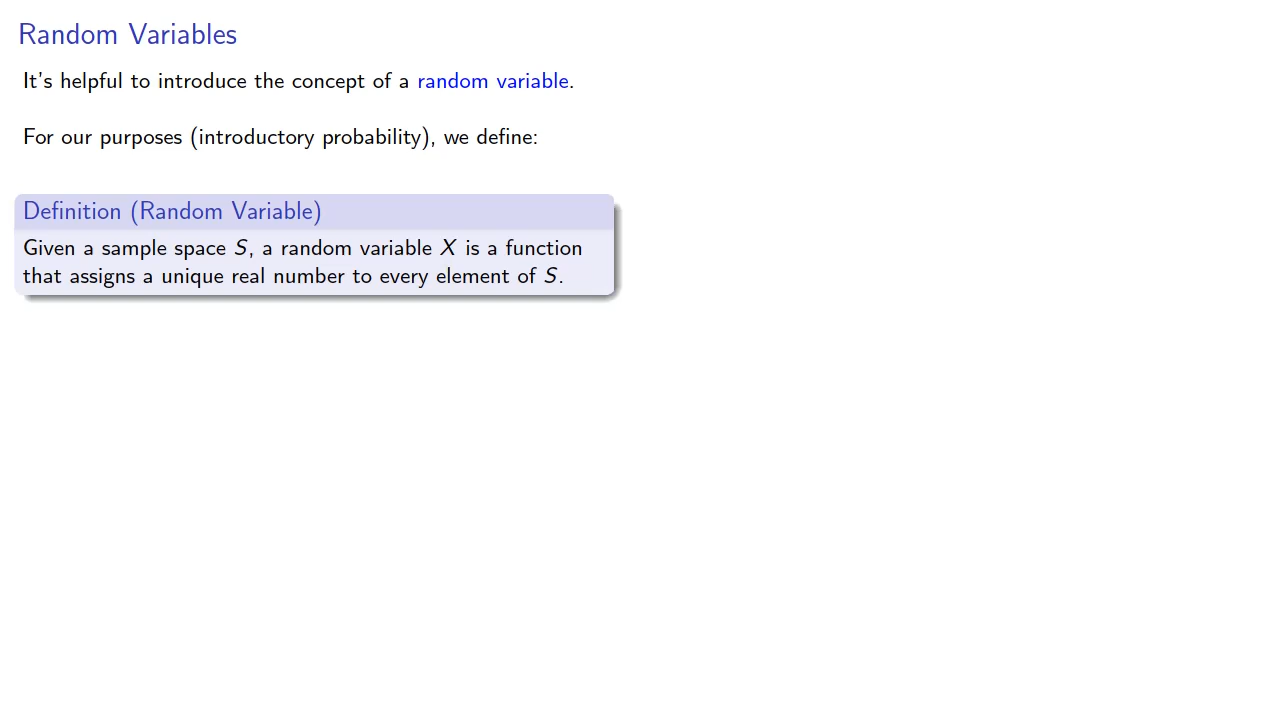 Random Variables
It's helpful to introduce the concept of a random variable.
For our purposes (introductory probability), we define:
Definition (Random Variable)
Given a sample space S, a random variable X is a function
that assigns a unique real number to every element of S.